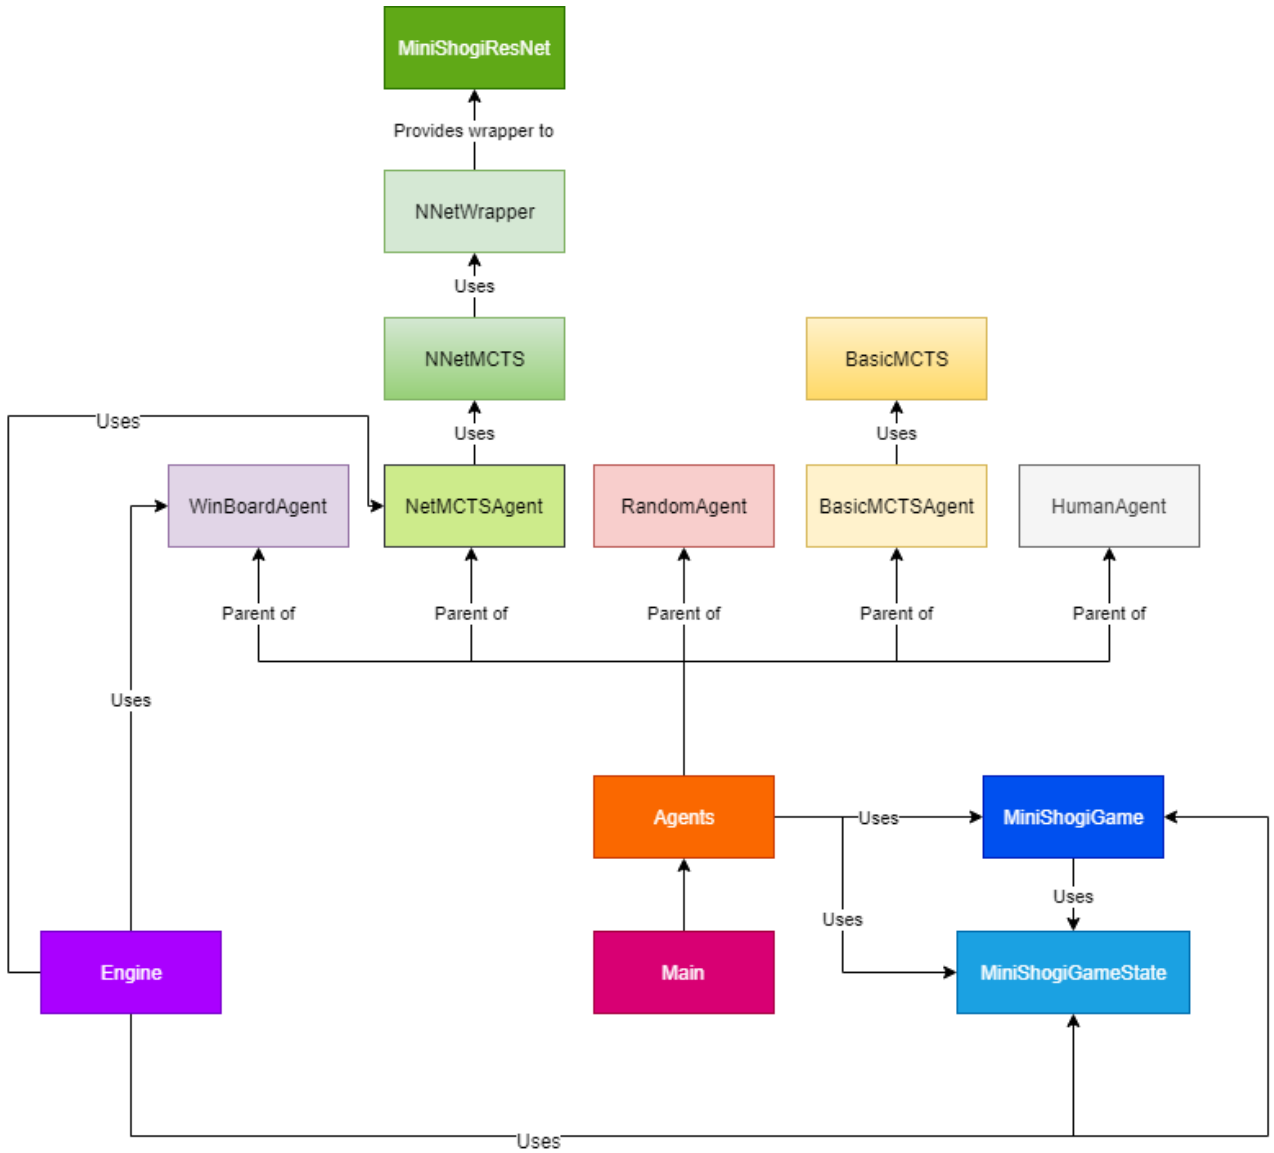 MiniShogiResNet
Provides wrapper to
NNetWrapper
Uses
NNetMCTS
BasicMCTS
Uses
Uses
Uses
WinBoardAgent
NetMCTSAgent
RandomAgent
BasicMCTSAgent
HumanAgent
Parent of
Parent of
Parent of
Parent of
Parent of
Uses
Agents
Uses
MiniShogiGame
Uses
Uses
Engine
Main
MiniShogiGameState
Uses